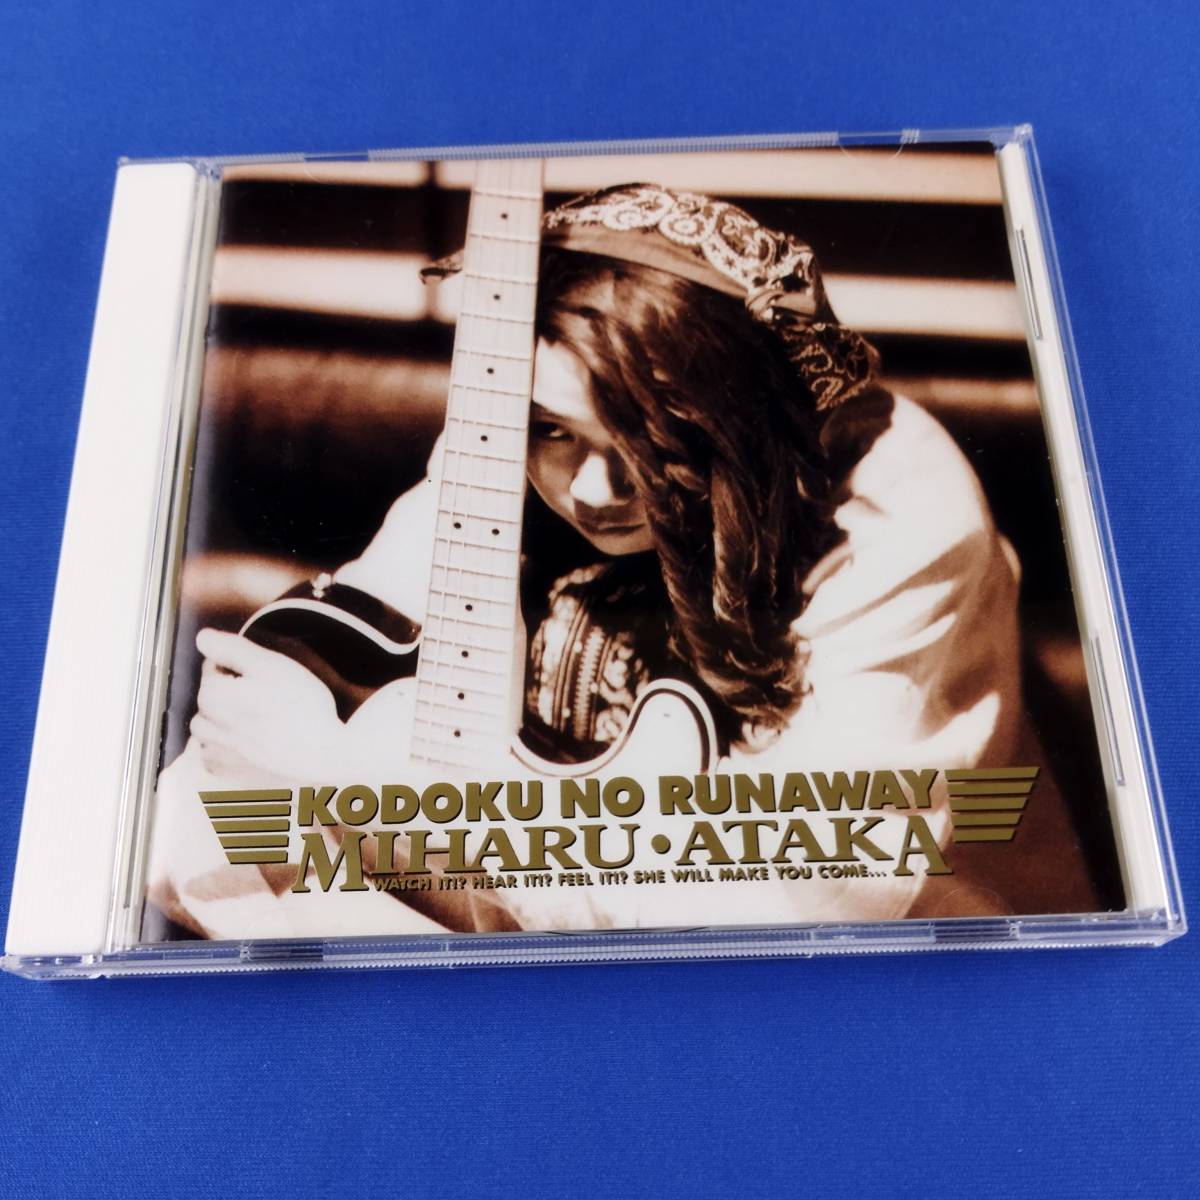 KODOKU NO RUNAWAY
MIHARU・ATAKA
WATCH IT!? HEAR IT!? FEEL IT!? SHE WILL MAKE YOU COME...